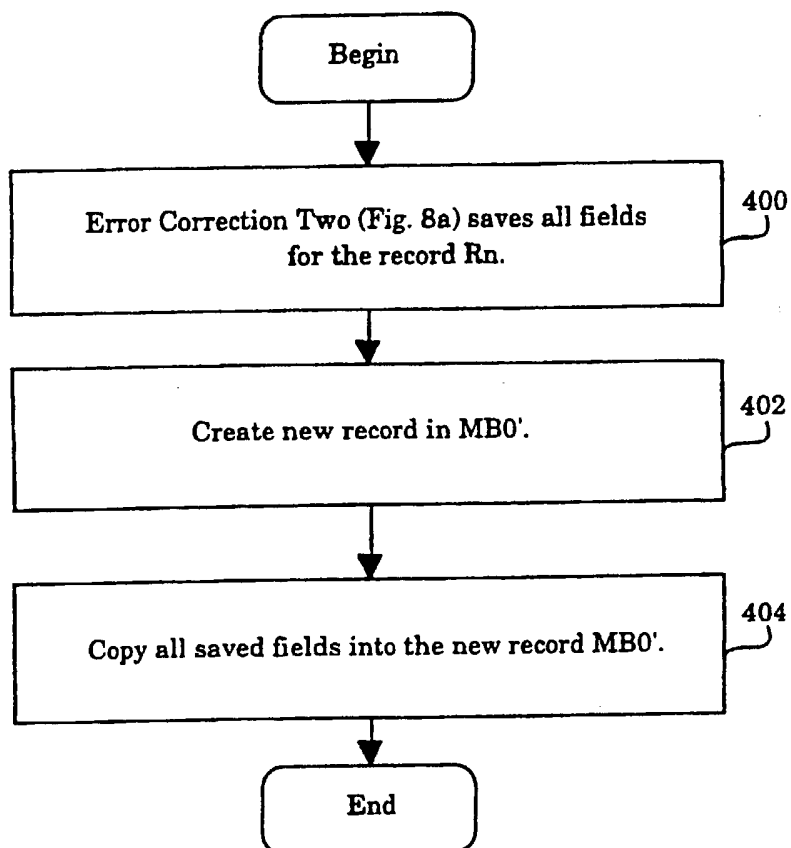 Begin
Error Correction Two (Fig. 8a) saves all fields
for the record Rn.
400
Create new record in MB0'.
402
Copy all saved fields into the new record MB0'.
404
End